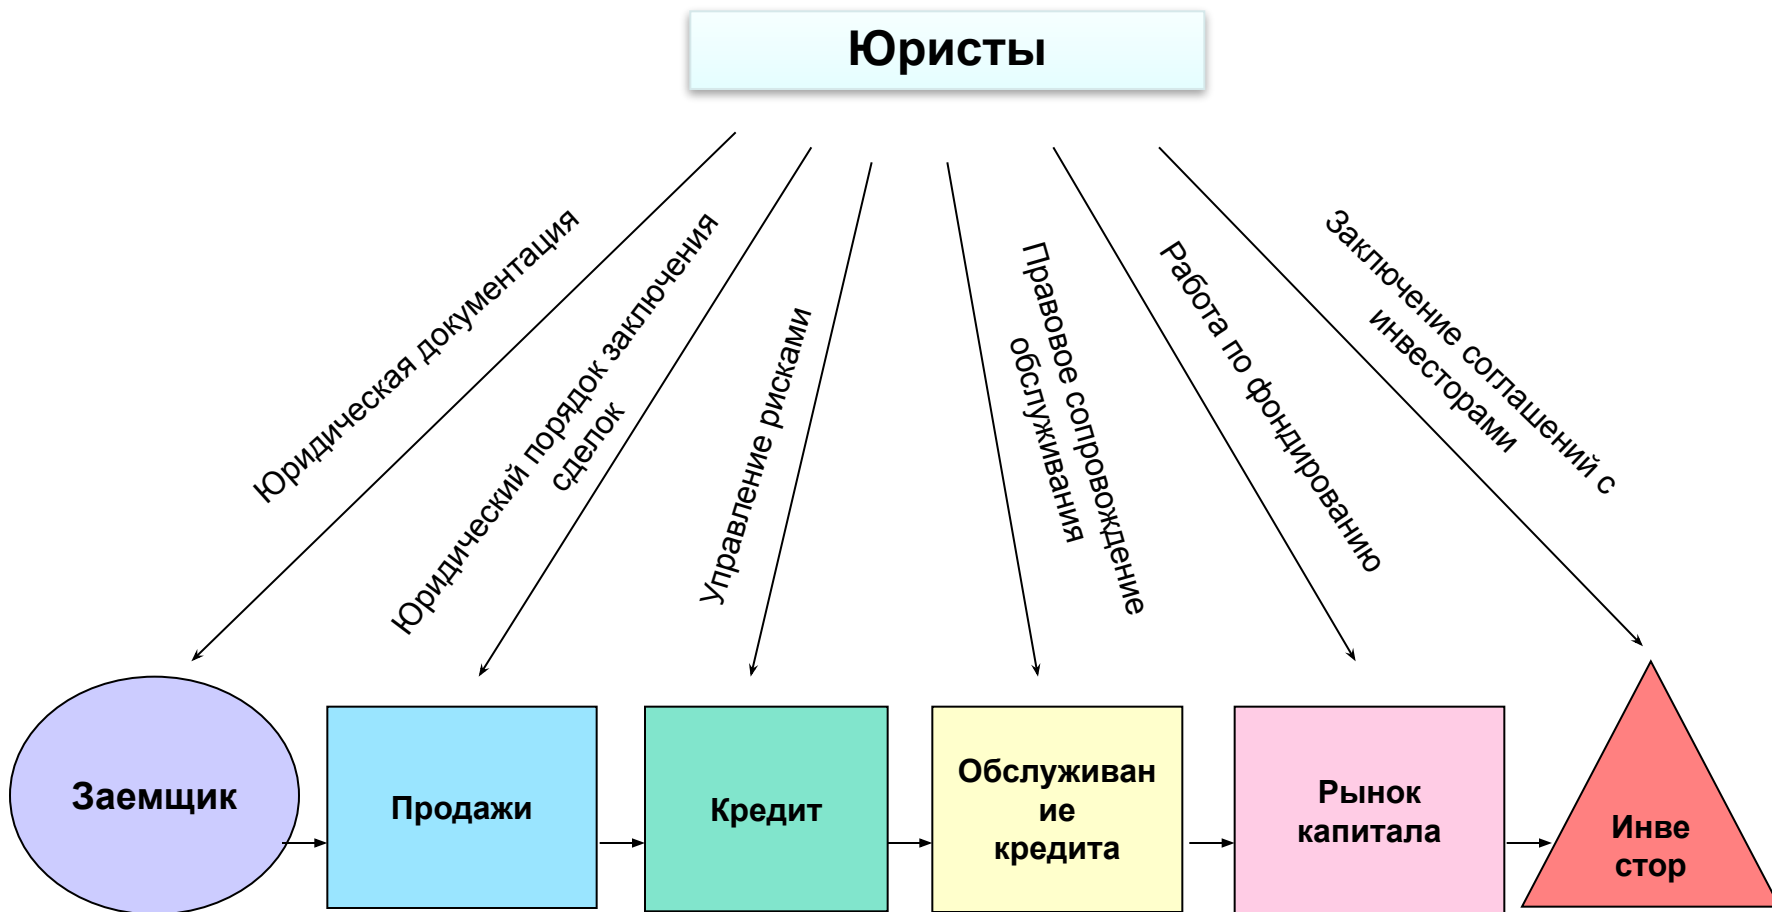 Юристы
Юридическая документация
Юридический порядок заключения
сделок
Управление рисками
Правовое сопровождение
обслуживания
Работа по фондированию
Заключение соглашений с
инвесторами
Заемщик
Продажи
Кредит
Обслуживан
ие
кредита
Рынок
капитала
Инве
стор